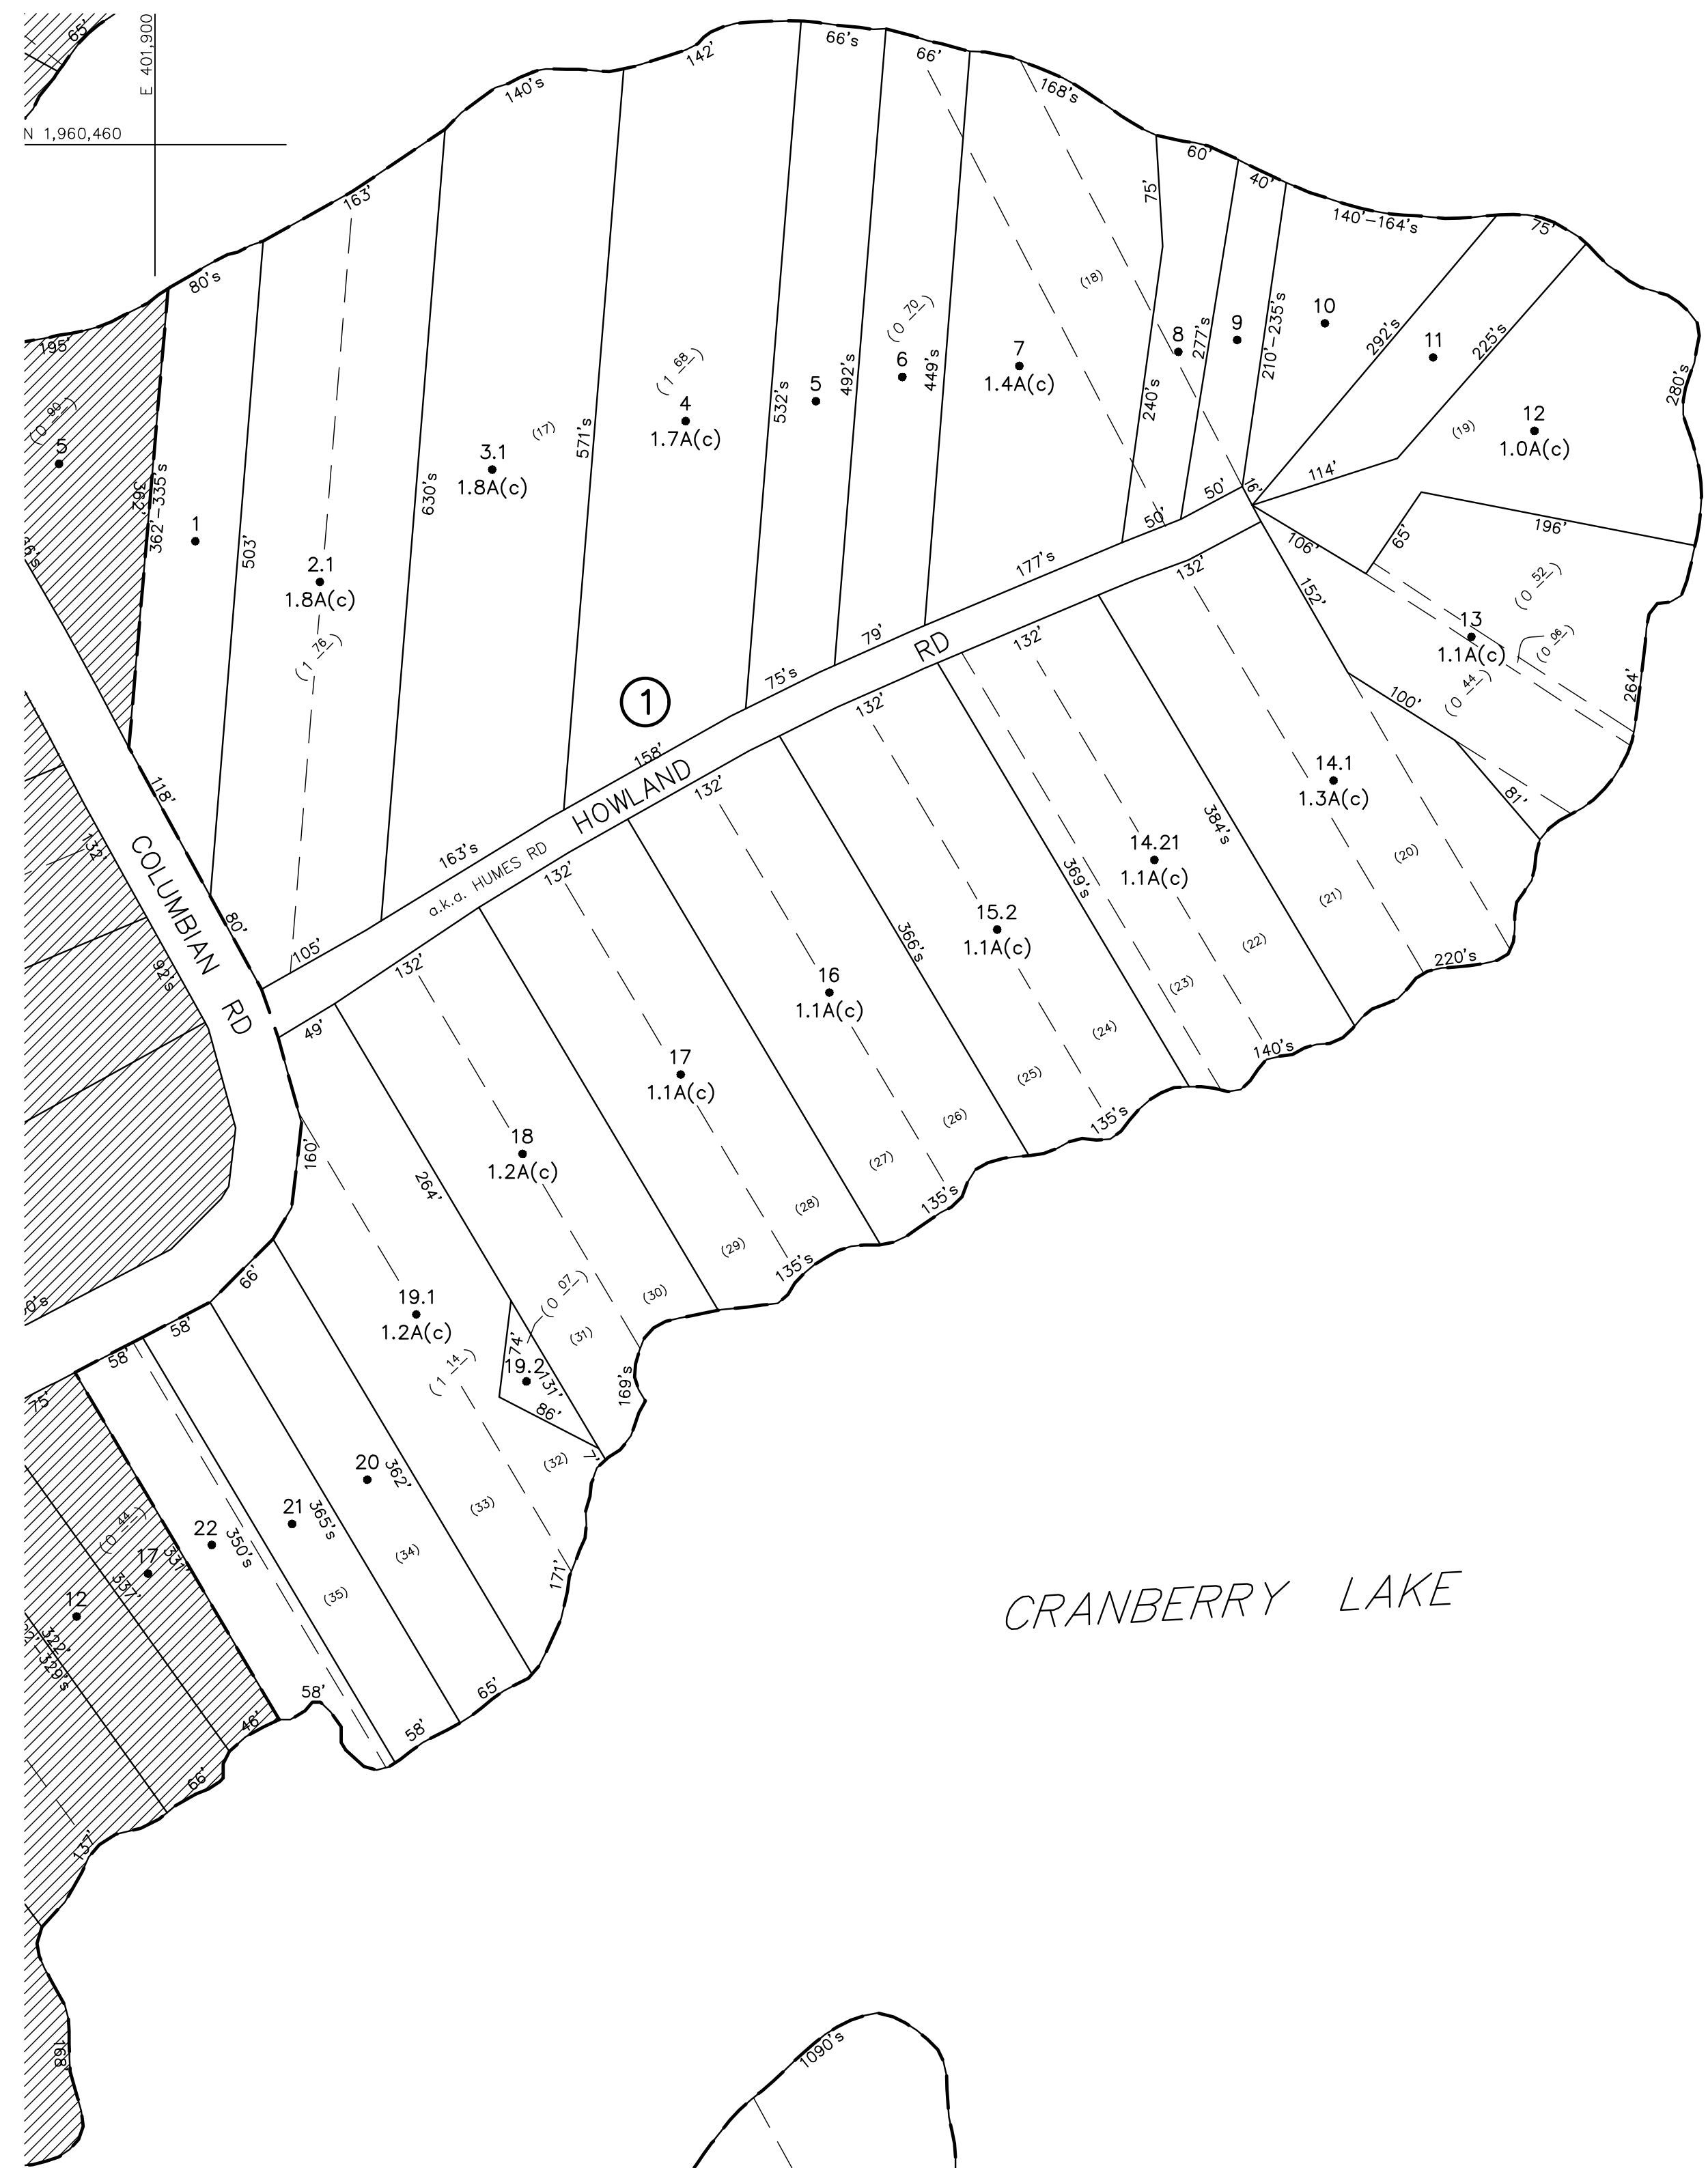 65'
E 401,900
N 1,960,460
142'
66's
66'
168's
140's
163'
80's
60'
40'
75'
140'-164's
75'
195'
(0 90)
5
362'
362'-335's
1
503'
2.1
1.8A(c)
(1 76)
630's
3.1
1.8A(c)
(17)
571's
(1 68)
4
1.7A(c)
532's
5
492's
(0 70)
6
449's
7
1.4A(c)
(18)
240's
8
277's
9
210'-235's
10
292's
11
225's
280's
12
1.0A(c)
(19)
114'
50'
50'
16'
106'
65'
196'
152'
(0 52)
13
1.1A(c)
(0 06)
(0 44)
264'
100'
81'
177's
79'
75's
158'
163's
105'
1
HOWLAND RD
a.k.a. HUMES RD
118'
80'
COLUMBIAN RD
132'
92's
49'
132'
132'
132'
132'
132'
132'
14.1
1.3A(c)
(20)
(21)
220's
384's
14.21
1.1A(c)
(22)
(23)
140's
369's
15.2
1.1A(c)
(24)
(25)
135's
366's
16
1.1A(c)
(26)
(27)
135's
17
1.1A(c)
(28)
(29)
135's
18
1.2A(c)
(30)
(31)
169's
264'
160'
19.1
1.2A(c)
(1 14)
(0 07)
74'
19.2
131'
86'
7'
(32)
(33)
171'
66'
58'
58'
75'
20
362'
(34)
65'
21
365's
(35)
58'
22
350's
58'
(0 44)
17
331'
337'
12
322'
46'
66'
137'
168'
CRANBERRY LAKE
1090's